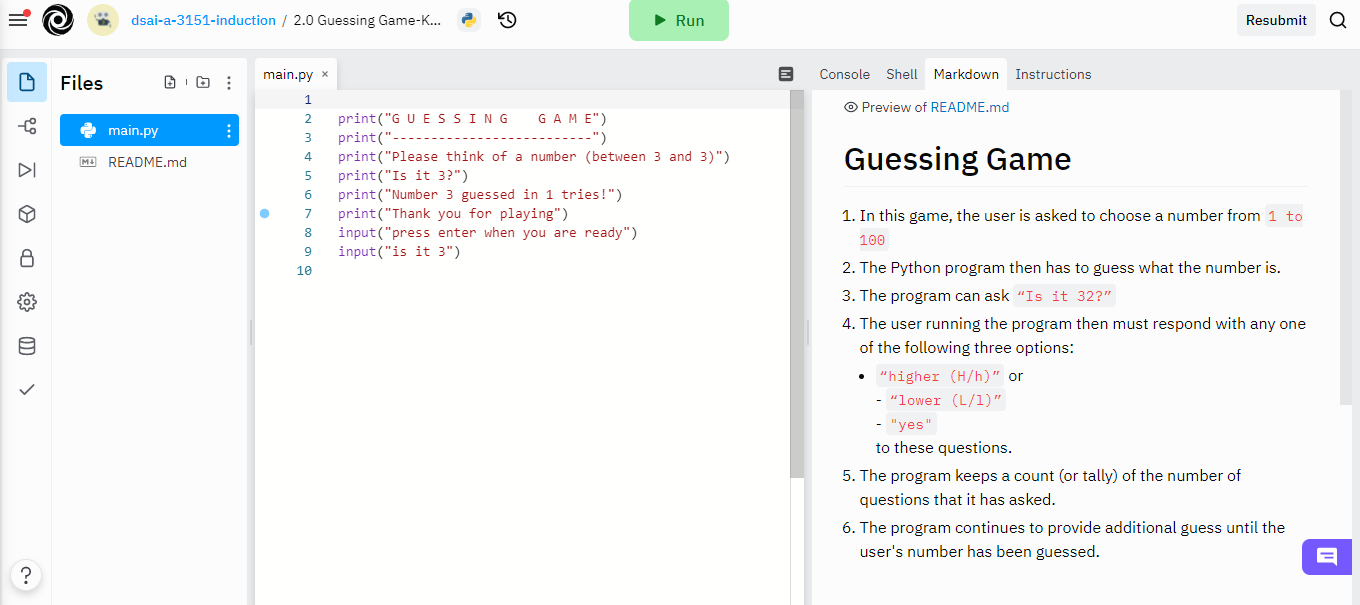 dsai-a-3151-induction / 2.0 Guessing Game-K...
Run
Resubmit
Files
main.py
README.md
main.py ×
Console Shell Markdown Instructions
1
2 print("G U E S S I N G    G A M E")
3 print("--------------------------")
4 print("Please think of a number (between 3 and 3)")
5 print("Is it 3?")
6 print("Number 3 guessed in 1 tries!")
7 print("Thank you for playing")
8 input("press enter when you are ready")
9 input("is it 3")
10
Preview of README.md
Guessing Game
1. In this game, the user is asked to choose a number from 1 to
100
2. The Python program then has to guess what the number is.
3. The program can ask “Is it 32?”
4. The user running the program then must respond with any one
of the following three options:
• “higher (H/h)” or
- “lower (L/l)”
- "yes"
to these questions.
5. The program keeps a count (or tally) of the number of
questions that it has asked.
6. The program continues to provide additional guess until the
user's number has been guessed.
?